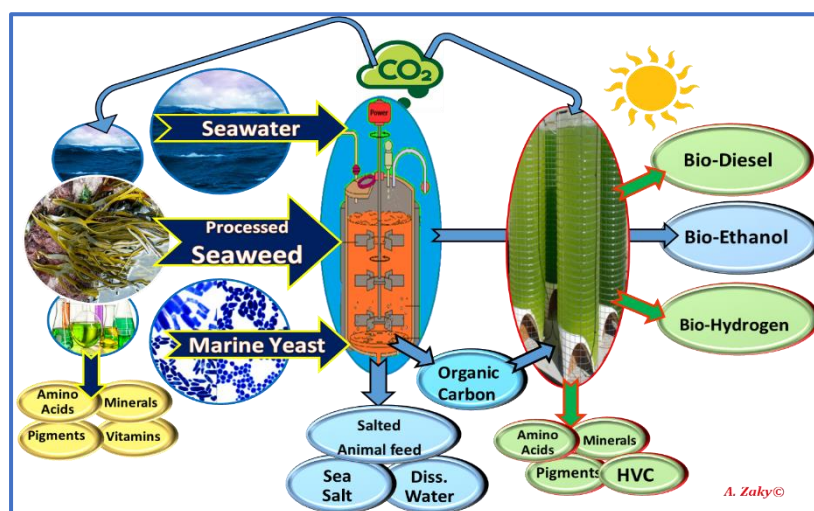 CO₂
Seawater
Power
Bio-Diesel
Processed
Seaweed
Bio-Ethanol
Bio-Hydrogen
Marine Yeast
Organic
Carbon
Amino
Acids
Minerals
Pigments
Vitamins
Salted
Animal feed
Sea
Salt
Diss.
Water
Amino
Acids
Minerals
Pigments
HVC
A. Zaky©